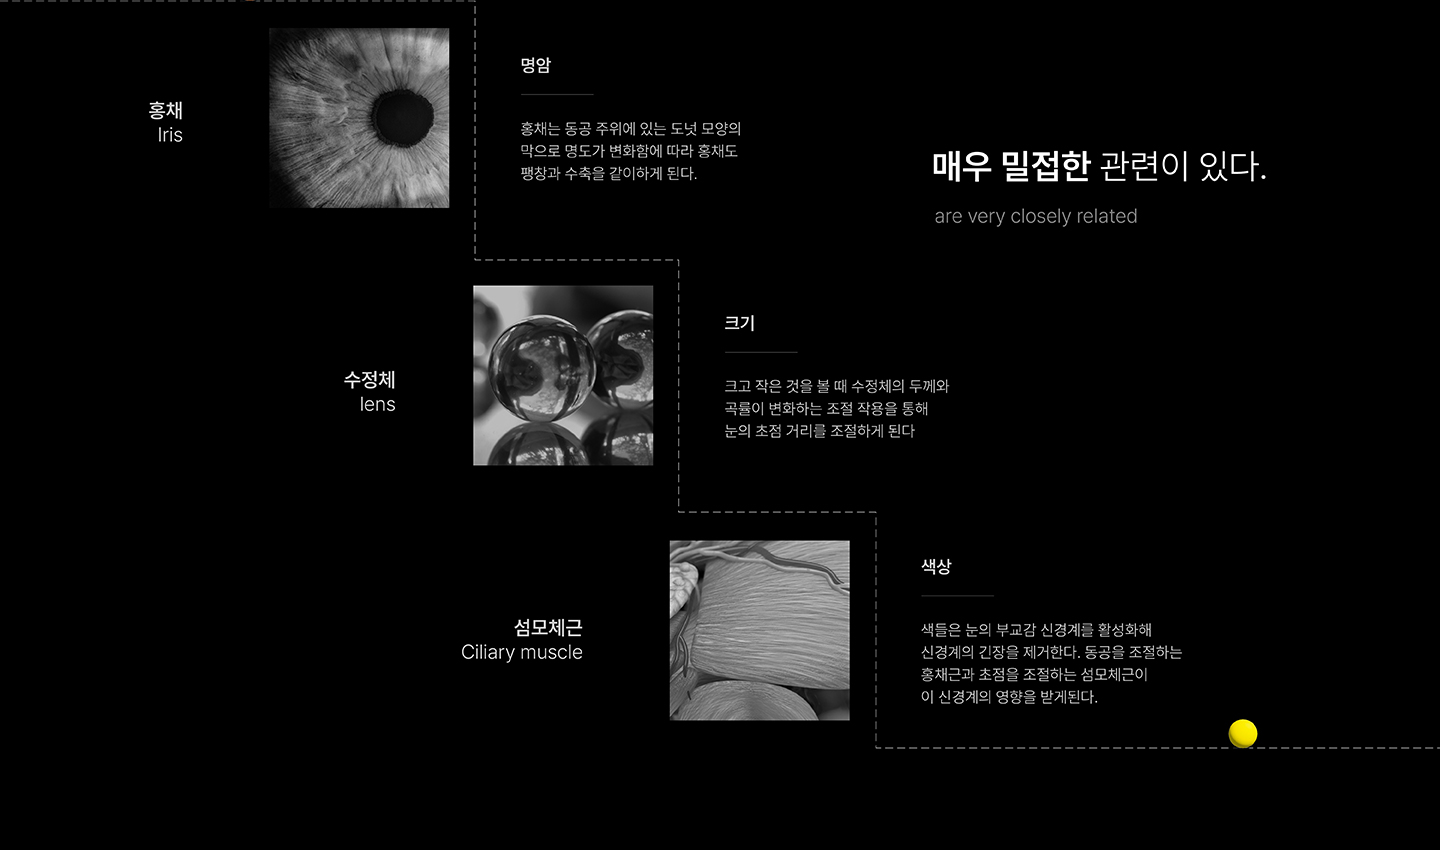 홍채
Iris
명암
홍채는 동공 주위에 있는 도넛 모양의
막으로 명도가 변화함에 따라 홍채도
팽창과 수축을 같이하게 된다.
매우 밀접한 관련이 있다.
are very closely related
수정체
lens
크기
크고 작은 것을 볼 때 수정체의 두께와
곡률이 변화하는 조절 작용을 통해
눈의 초점 거리를 조절하게 된다
섬모체근
Ciliary muscle
색상
색들은 눈의 부교감 신경계를 활성화해
신경계의 긴장을 제거한다. 동공을 조절하는
홍채근과 초점을 조절하는 섬모체근이
이 신경계의 영향을 받게된다.